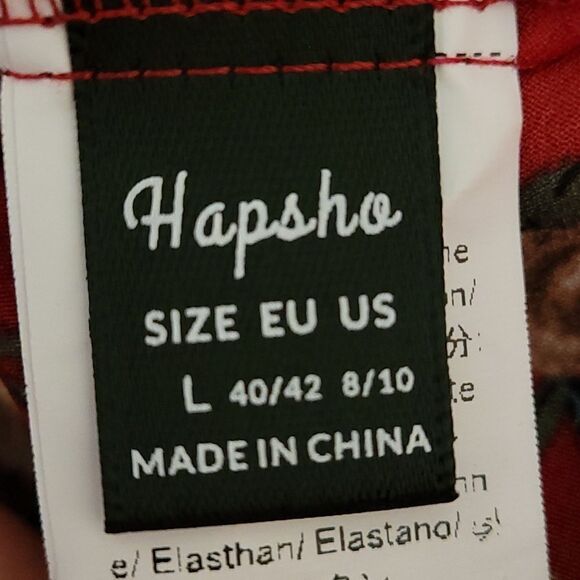 Hapsho
SIZE EU US
L 40/42 8/10
MADE IN CHINA
e/ Elasthan/ Elastano/